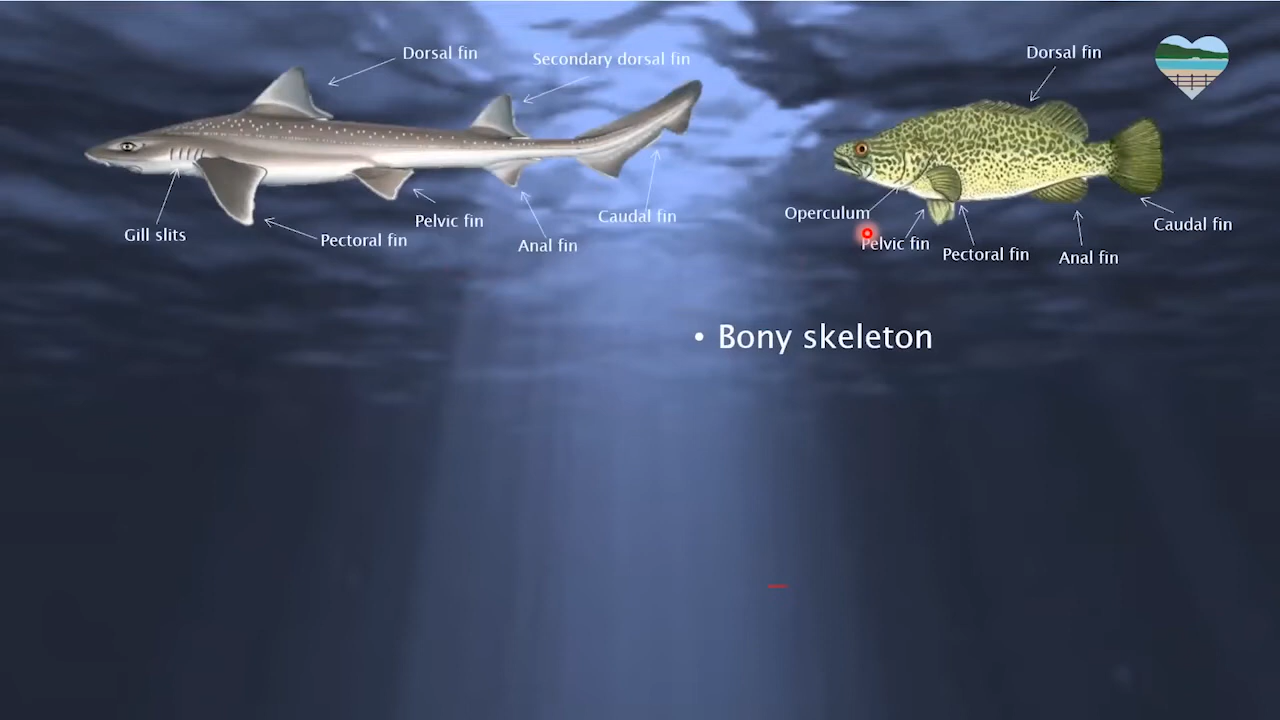 Dorsal fin
Secondary dorsal fin
Gill slits
Pectoral fin
Pelvic fin
Anal fin
Caudal fin
Dorsal fin
Operculum
Pelvic fin
Pectoral fin
Anal fin
Caudal fin
• Bony skeleton